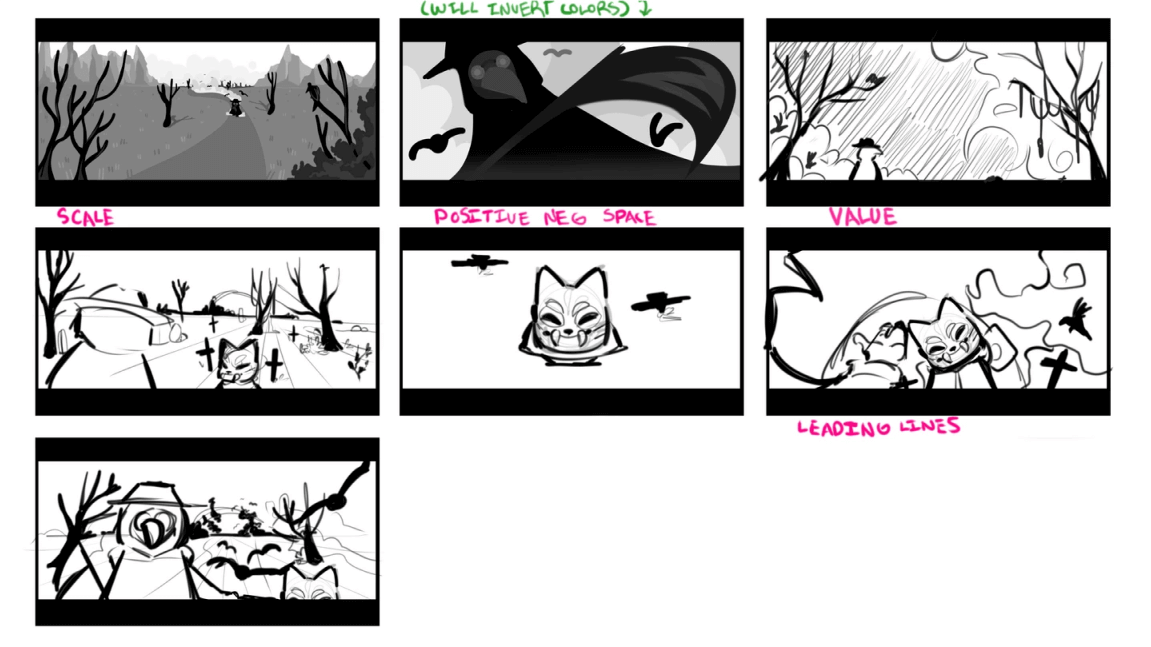 (WILL INVERT COLORS) ↓
SCALE
POSITIVE NEG SPACE
VALUE
LEADING LINES